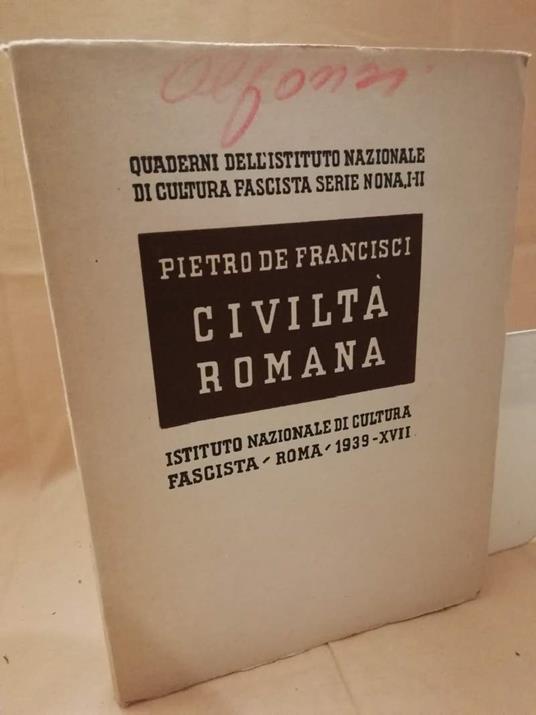 Alfonsi
QUADERNI DELL'ISTITUTO NAZIONALE
DI CULTURA FASCISTA SERIE NONA, I-II
PIETRO DE FRANCISCI
CIVILTÀ
ROMANA
ISTITUTO NAZIONALE DI CULTURA
FASCISTA - ROMA - 1939-XVII